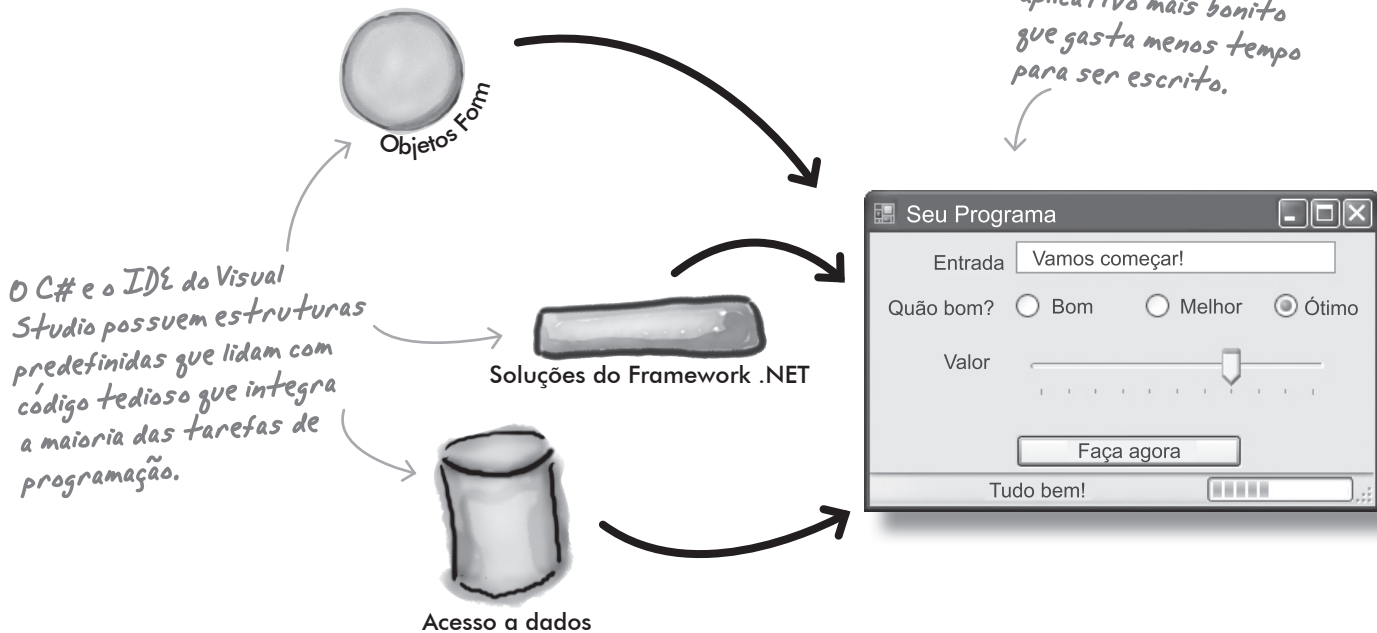 aplicativo mais bonito
que gasta menos tempo
para ser escrito.
Objetos Form
O C# e o IDE do Visual
Studio possuem estruturas
predefinidas que lidam com
código tedioso que integra
a maioria das tarefas de
programação.
Soluções do Framework .NET
Acesso a dados
Seu Programa
Entrada
Vamos começar!
Quão bom?
Bom
Melhor
Ótimo
Valor
Faça agora
Tudo bem!